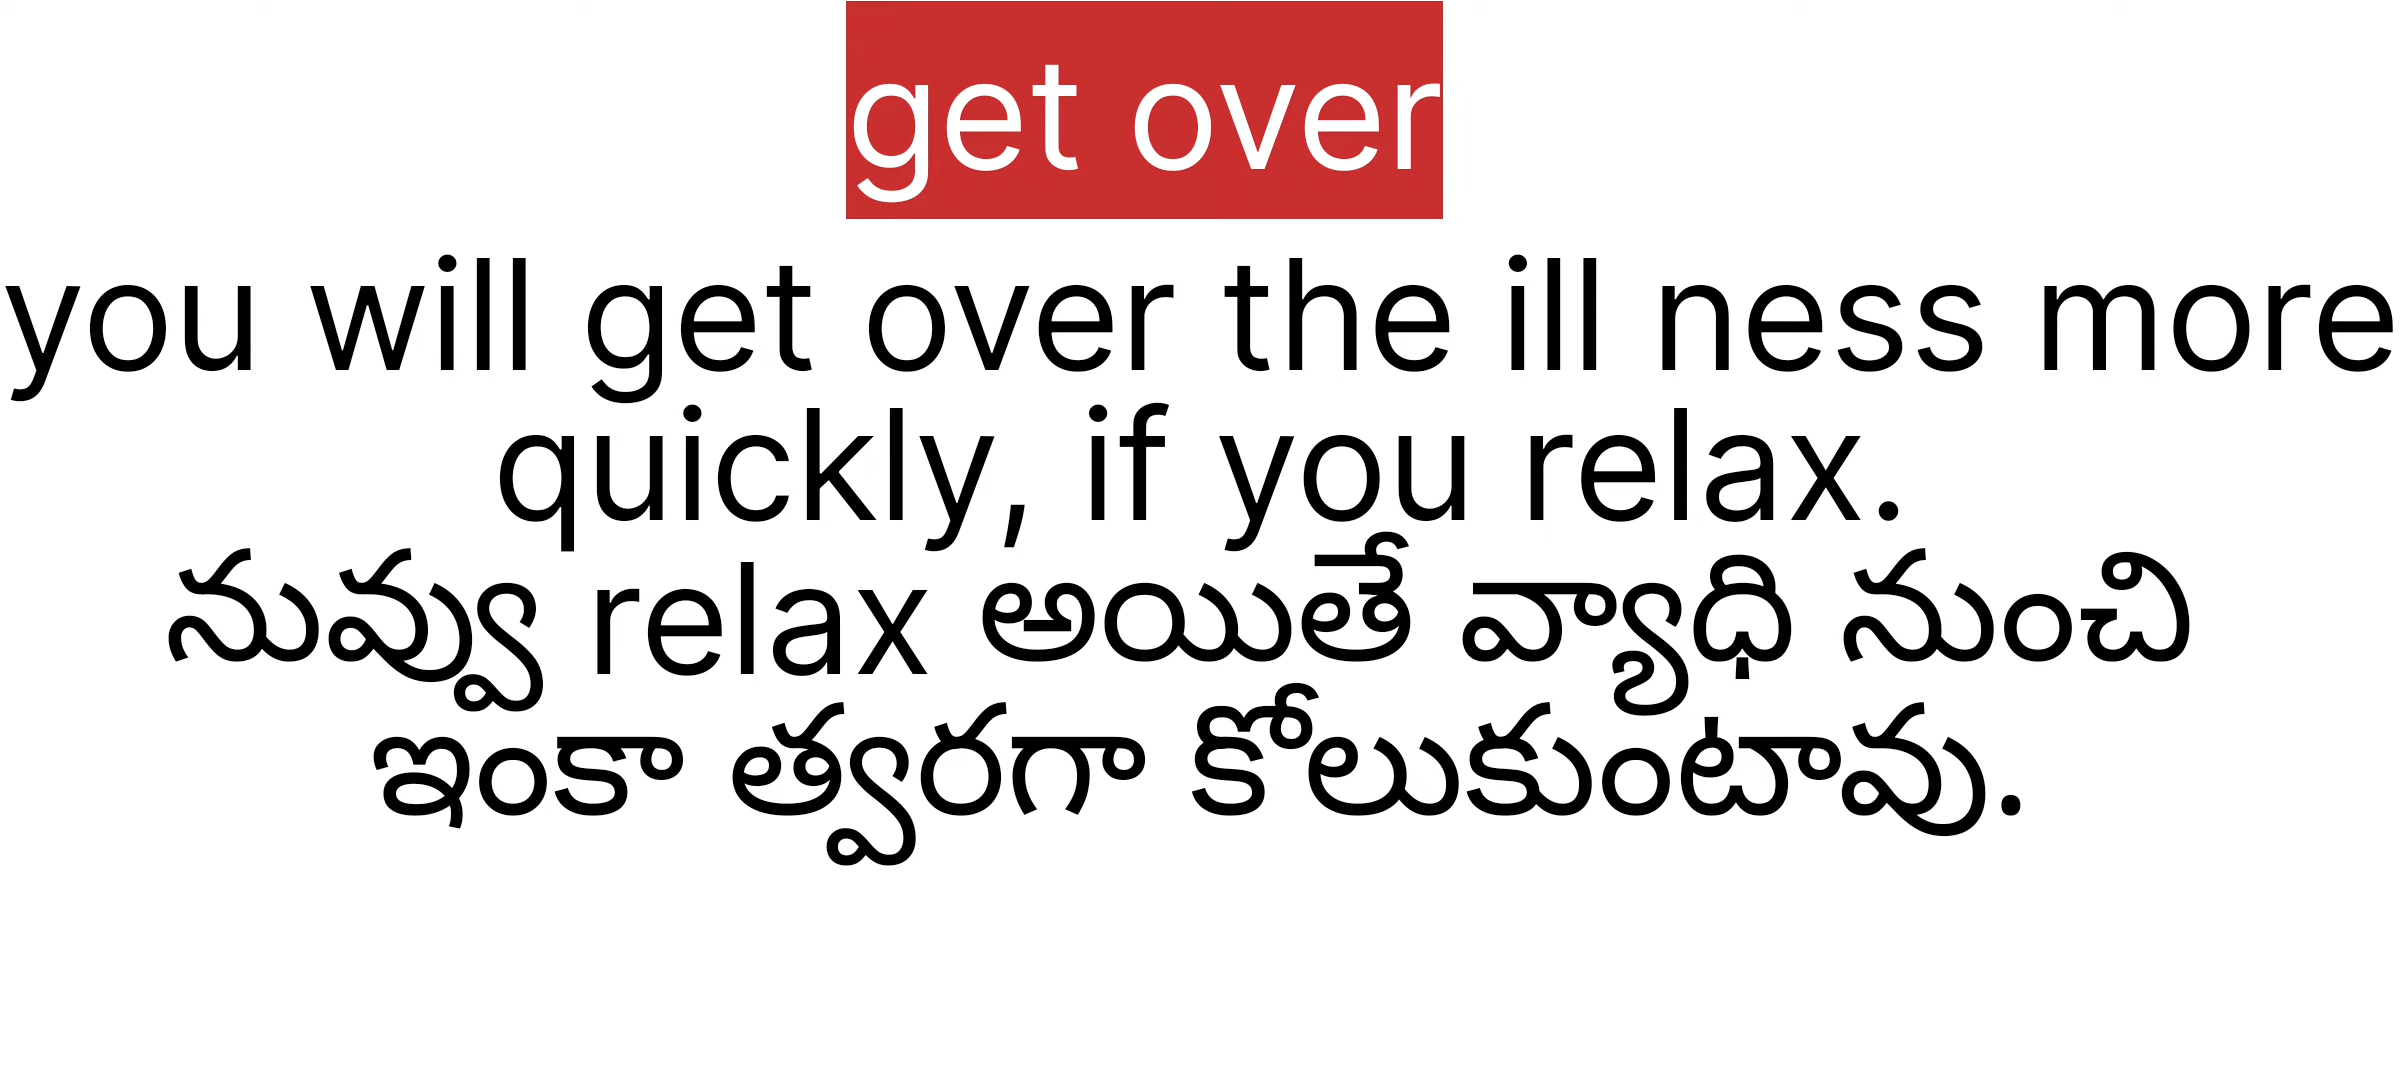 get over
you will get over the ill ness more
quickly, if you relax.
నువ్వు relax అయితే వ్యాధి నుంచి
ఇంకా త్వరగా కోలుకుంటావు.